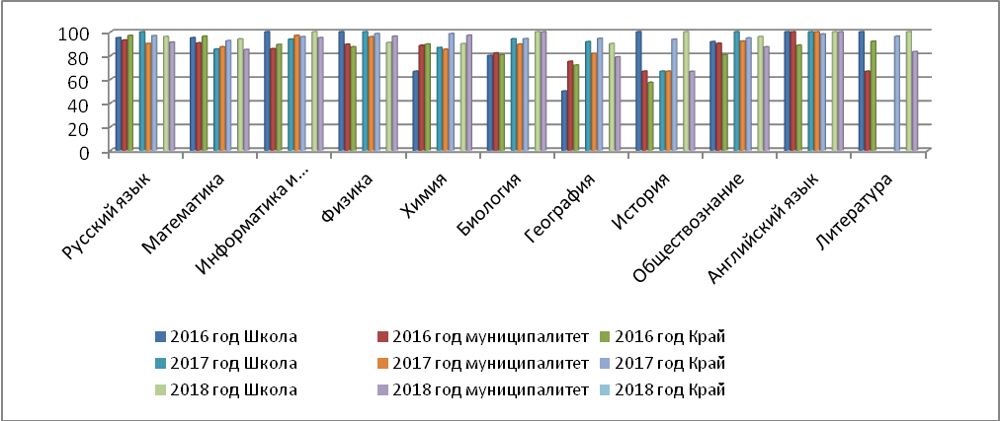 100
80
60
40
20
0
Русский язык
Математика
Информатика и...
Физика
Химия
Биология
География
История
Обществознание
Английский язык
Литература
2016 год Школа 2016 год муниципалитет 2016 год Край
2017 год Школа 2017 год муниципалитет 2017 год Край
2018 год Школа 2018 год муниципалитет 2018 год Край